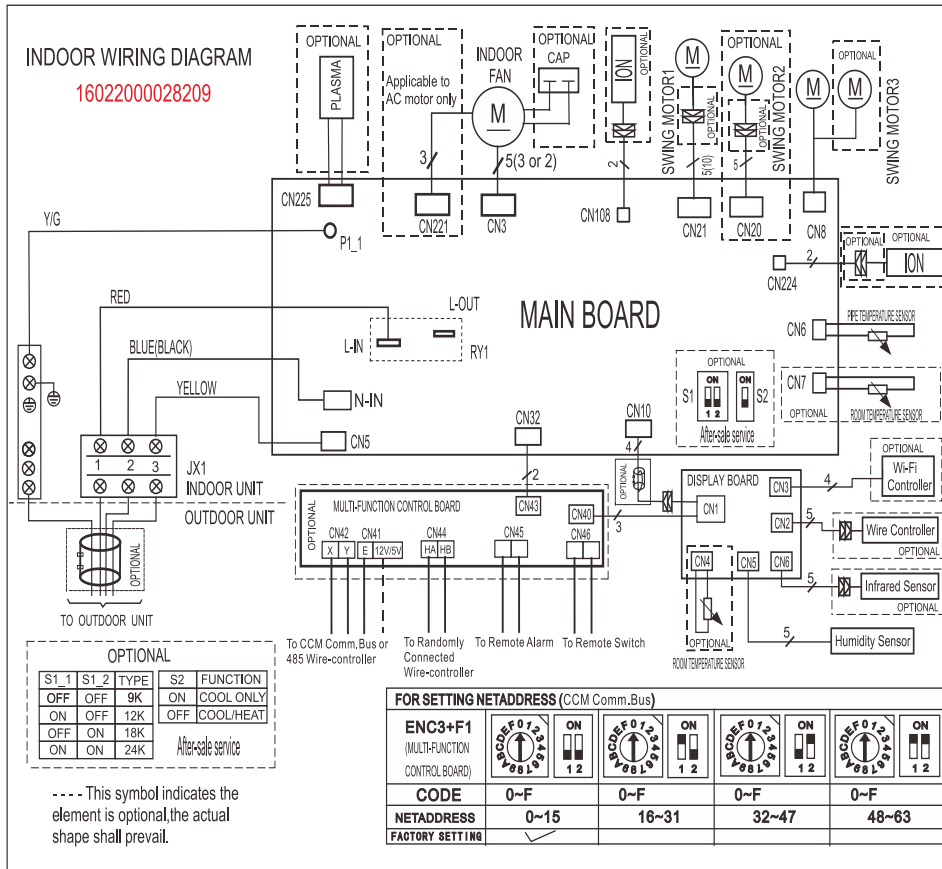 INDOOR WIRING DIAGRAM
16022000028209
OPTIONAL
PLASMA
OPTIONAL
Applicable to
AC motor only
INDOOR
FAN
M
OPTIONAL
CAP
ION
OPTIONAL
M
SWING MOTOR1
OPTIONAL
OPTIONAL
M
OPTIONAL
SWING MOTOR2
M
OPTIONAL
M
SWING MOTOR3
3
5(3 or 2)
2
5(10)
5
CN225
CN221
CN3
CN108
CN21
CN20
CN8
Y/G
P1_1
OPTIONAL
OPTIONAL
ION
2
CN224
RED
L-OUT
L-IN
RY1
MAIN BOARD
CN6
PIPE TEMPERATURE SENSOR
BLUE(BLACK)
N-IN
YELLOW
CN5
OPTIONAL
S1
ON
1 2
ON
S2
After-sale service
CN7
OPTIONAL
ROOM TEMPERATURE SENSOR
CN32
CN10
1 2 3
JX1
INDOOR UNIT
OUTDOOR UNIT
2
4
OPTIONAL
OPTIONAL
MULTI-FUNCTION CONTROL BOARD
CN43
CN40
3
CN42
CN41
CN44
CN45
CN46
X Y E 12V/5V
HA HB
DISPLAY BOARD
CN1
CN3
4
OPTIONAL
Wi-Fi
Controller
CN2
5
Wire Controller
OPTIONAL
CN4
CN5
CN6
5
Infrared Sensor
OPTIONAL
5
Humidity Sensor
OPTIONAL
ROOM TEMPERATURE SENSOR
OPTIONAL
TO OUTDOOR UNIT
To CCM Comm.Bus or
485 Wire-controller
To Randomly
Connected
Wire-controller
To Remote Alarm
To Remote Switch
OPTIONAL
S1_1 S1_2 TYPE S2 FUNCTION
OFF OFF 9K ON COOL ONLY
ON OFF 12K OFF COOL/HEAT
OFF ON 18K
ON ON 24K
After-sale service
---- This symbol indicates the
element is optional,the actual
shape shall prevail.
FOR SETTING NETADDRESS (CCM Comm.Bus)
ENC3+F1
(MULTI-FUNCTION
CONTROL BOARD)
0123456789ABCDEF
ON
1 2
0123456789ABCDEF
ON
1 2
0123456789ABCDEF
ON
1 2
0123456789ABCDEF
ON
1 2
CODE 0~F 0~F 0~F 0~F
NETADDRESS 0~15 16~31 32~47 48~63
FACTORY SETTING